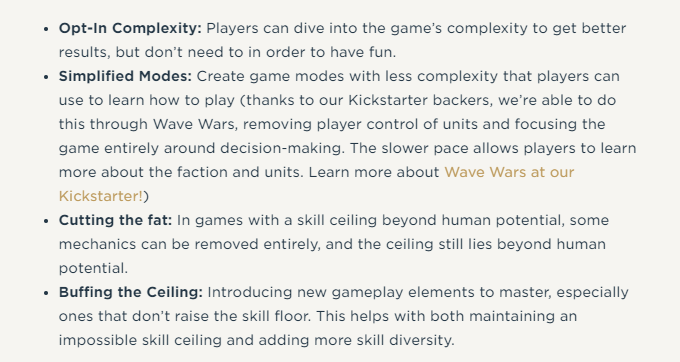 • Opt-In Complexity: Players can dive into the game’s complexity to get better
results, but don’t need to in order to have fun.
• Simplified Modes: Create game modes with less complexity that players can
use to learn how to play (thanks to our Kickstarter backers, we’re able to do
this through Wave Wars, removing player control of units and focusing the
game entirely around decision-making. The slower pace allows players to learn
more about the faction and units. Learn more about Wave Wars at our
Kickstarter!)
• Cutting the fat: In games with a skill ceiling beyond human potential, some
mechanics can be removed entirely, and the ceiling still lies beyond human
potential.
• Buffing the Ceiling: Introducing new gameplay elements to master, especially
ones that don’t raise the skill floor. This helps with both maintaining an
impossible skill ceiling and adding more skill diversity.